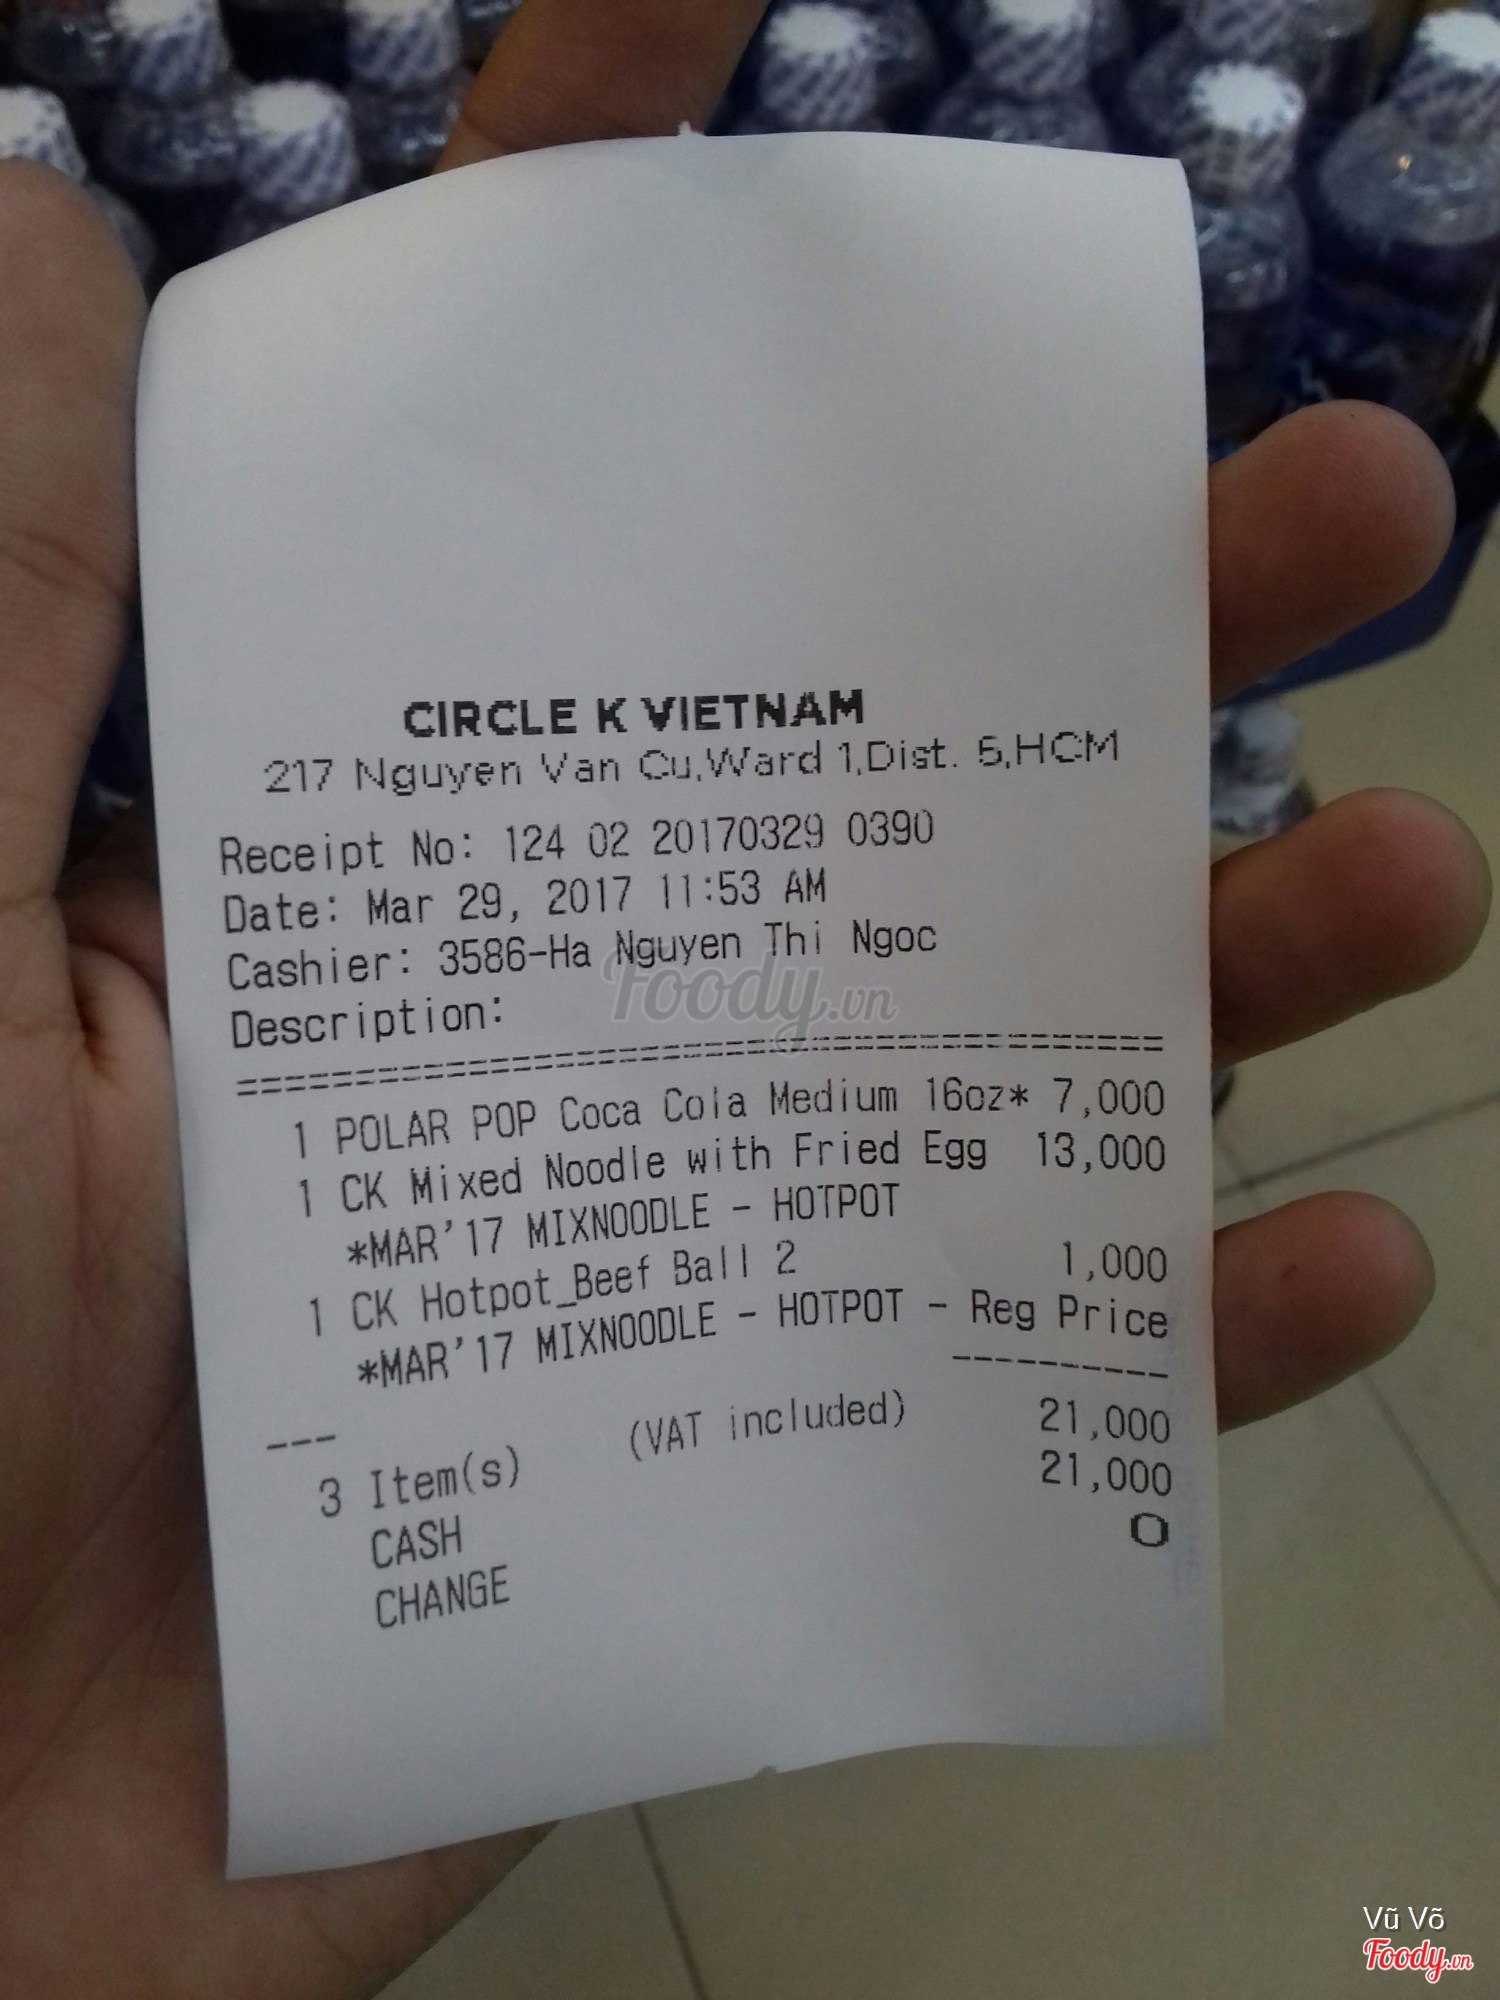 CIRCLE K VIETNAM
217 Nguyen Van Cu,Ward 1,Dist. 5,HCM
Receipt No: 124 02 20170329 0390
Date: Mar 29, 2017 11:53 AM
Cashier: 3586-Ha Nguyen Thi Ngoc
Description:
========================================
1 POLAR POP Coca Cola Medium 16oz* 7,000
1 CK Mixed Noodle with Fried Egg 13,000
*MAR'17 MIXNOODLE - HOTPOT
1 CK Hotpot_Beef Ball 2 1,000
*MAR'17 MIXNOODLE - HOTPOT - Reg Price
--- ----------
3 Item(s) (VAT included) 21,000
CASH 21,000
CHANGE 0
Foody.vn
Vũ Võ
Foody.vn